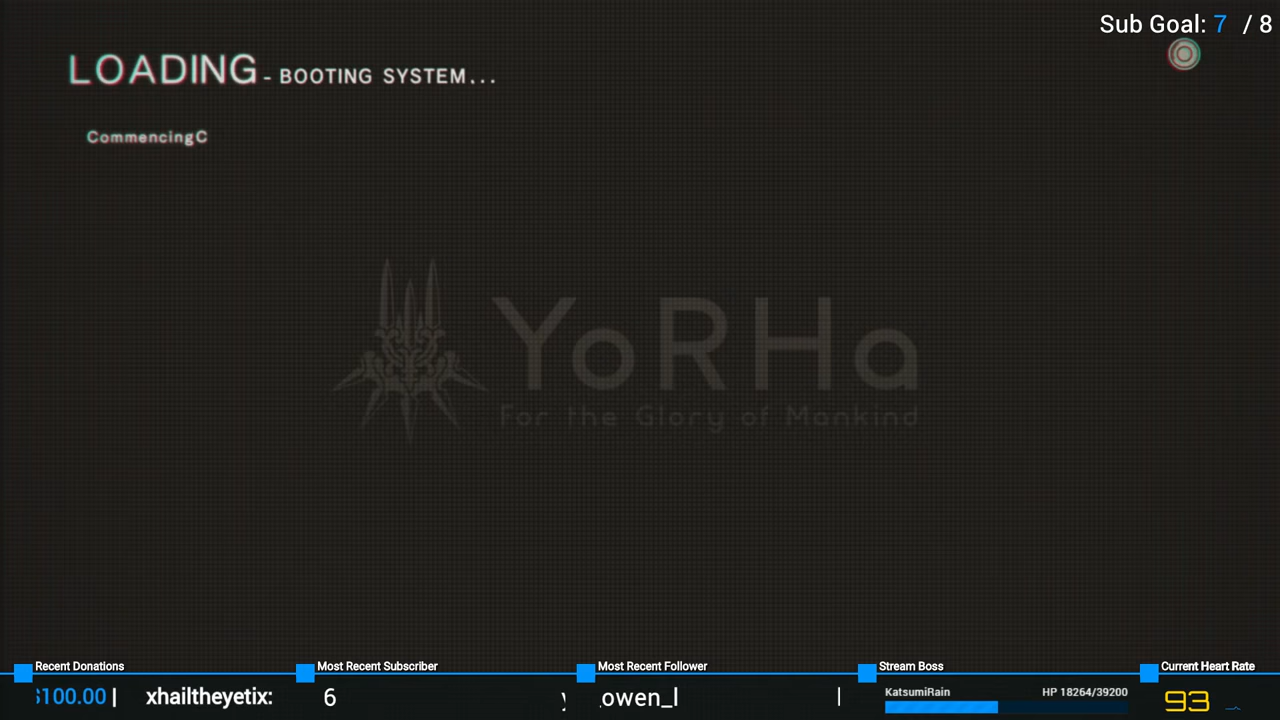 Sub Goal: 7 / 8
LOADING - BOOTING SYSTEM...
CommencingC
YoRHa
For the Glory of Mankind
Recent Donations
Most Recent Subscriber
Most Recent Follower
Stream Boss
Current Heart Rate
$100.00 | xhailtheyetix:
6
owen_l
KatsumiRain
HP 18264/39200
93